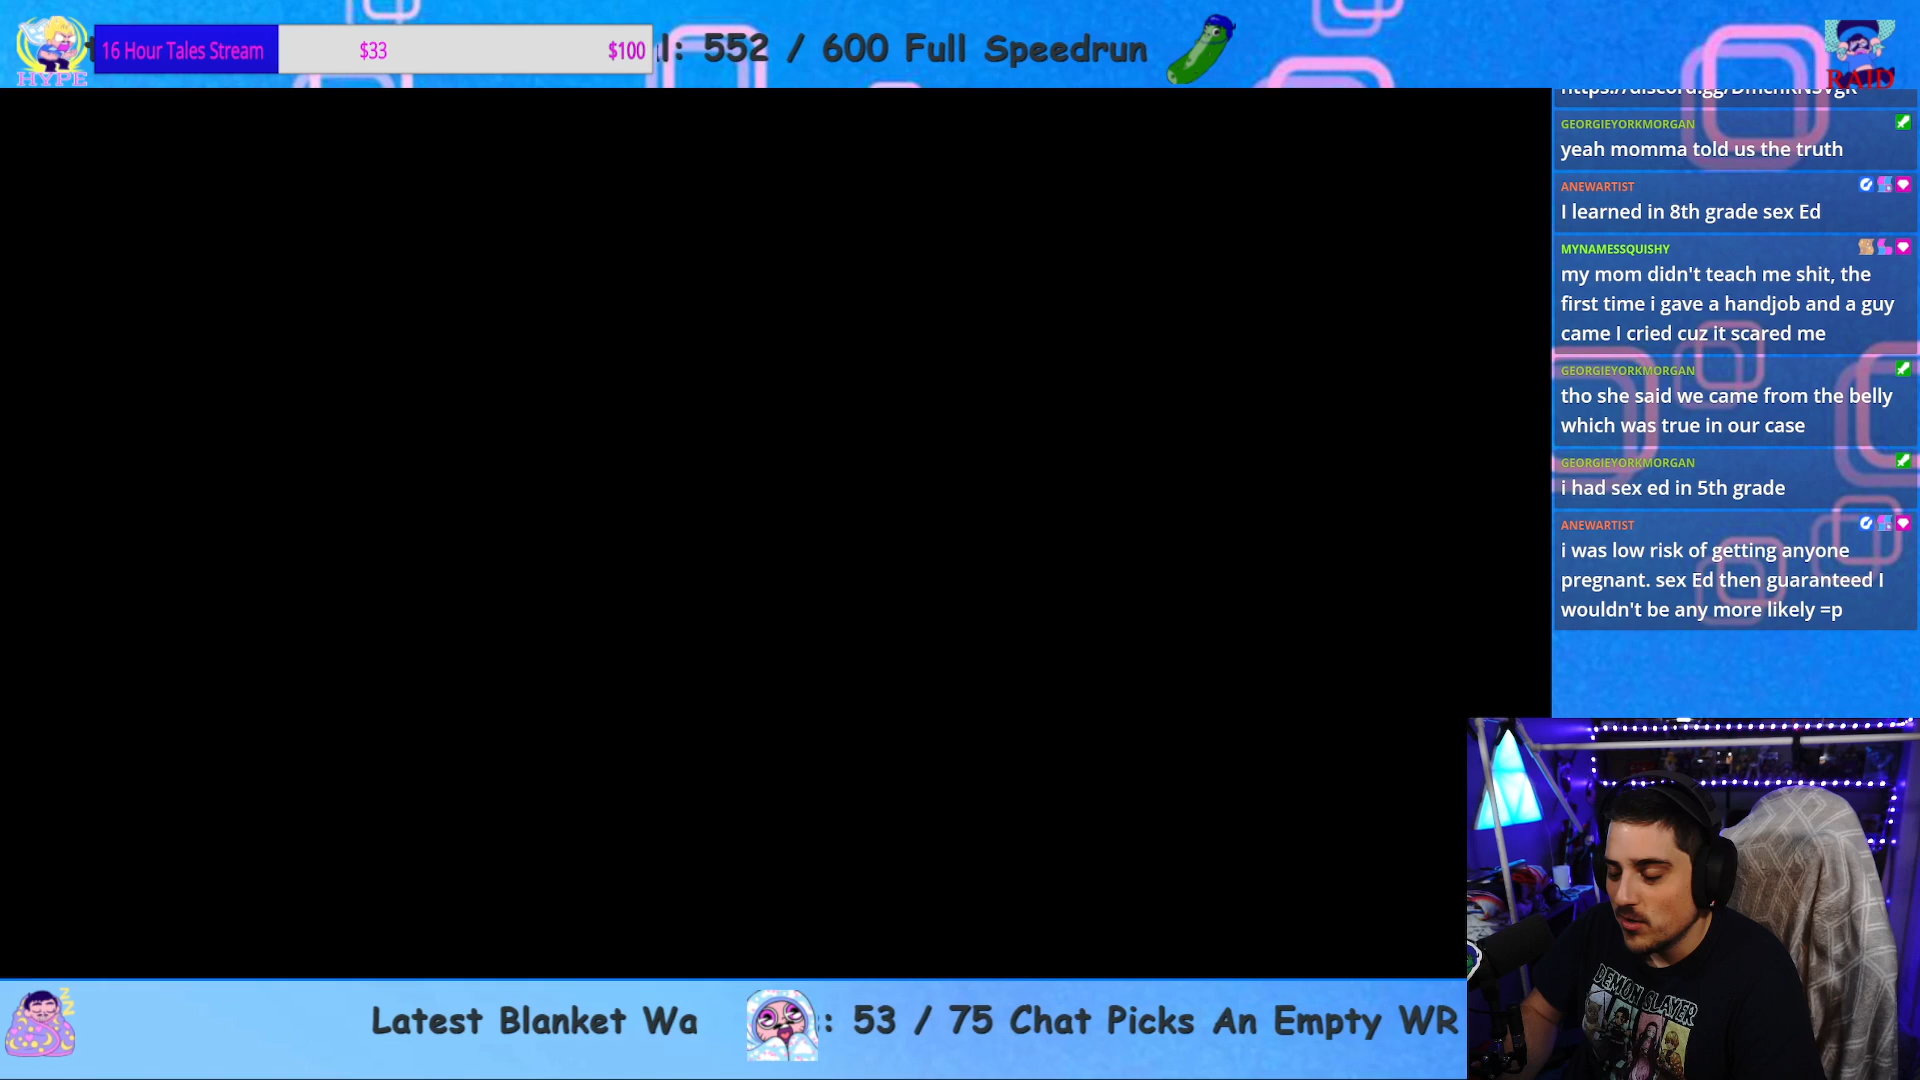 HYPE
16 Hour Tales Stream $33 $100
l: 552 / 600 Full Speedrun
RAID
GEORGIEYORKMORGAN
yeah momma told us the truth
ANEWARTIST
I learned in 8th grade sex Ed
MYNAMESSQUISHY
my mom didn't teach me shit, the
first time i gave a handjob and a guy
came I cried cuz it scared me
GEORGIEYORKMORGAN
tho she said we came from the belly
which was true in our case
GEORGIEYORKMORGAN
i had sex ed in 5th grade
ANEWARTIST
i was low risk of getting anyone
pregnant. sex Ed then guaranteed I
wouldn't be any more likely =p
DEMON SLAYER
Latest Blanket Wa
: 53 / 75 Chat Picks An Empty WR